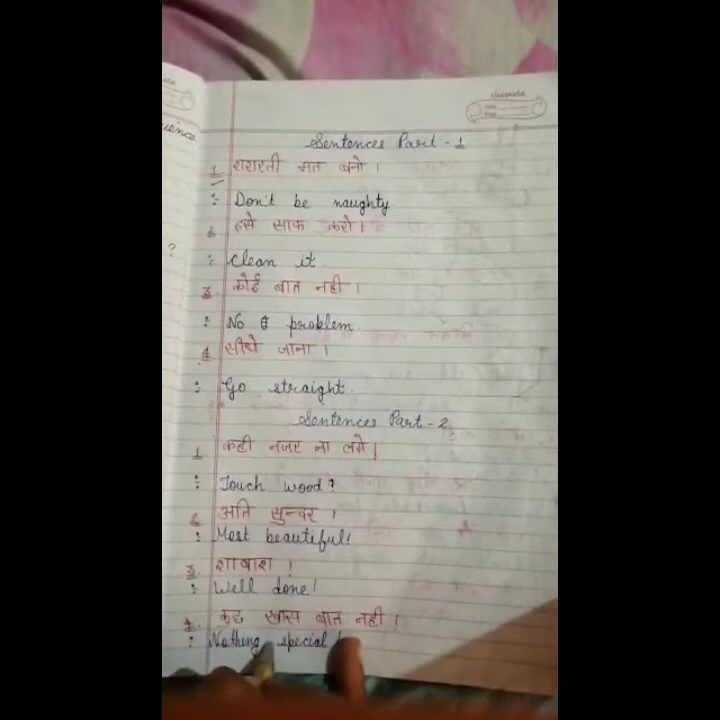 classmate
ience
?
Sentences Part - 1
1. शरारती मत बनो ।
: Don't be naughty
2 इसे साफ करो ।
: Clean it.
3. कोई बात नही ।
: No problem.
4. सीधे जाना ।
: Go straight.
Sentences Part - 2
1 कही नजर ना लगे ।
: Touch wood?
2 अति सुन्दर ।
: Most beautiful!
3. शाबाश !
: Well done!
4. कुछ खास बात नही !
: Nothing special